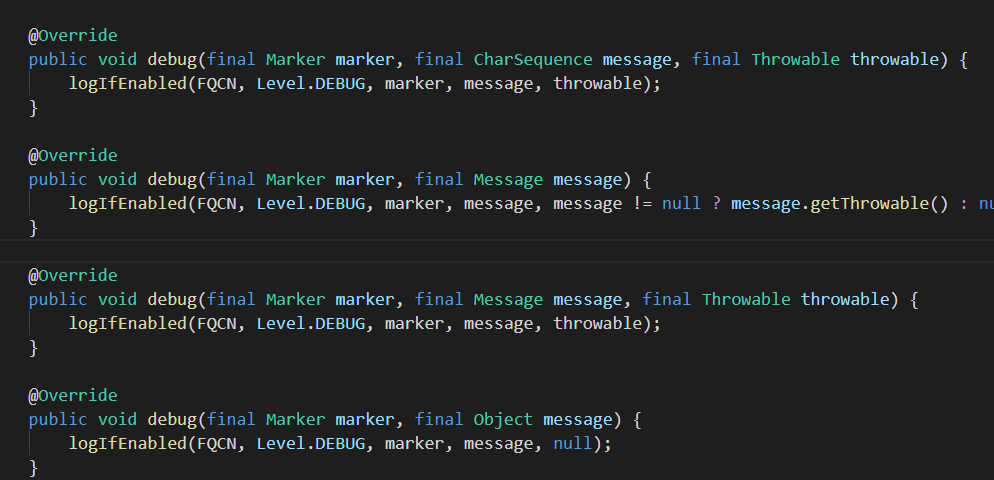 @Override
public void debug(final Marker marker, final CharSequence message, final Throwable throwable) {
logIfEnabled(FQCN, Level.DEBUG, marker, message, throwable);
}
@Override
public void debug(final Marker marker, final Message message) {
logIfEnabled(FQCN, Level.DEBUG, marker, message, message != null ? message.getThrowable() : nu
}
@Override
public void debug(final Marker marker, final Message message, final Throwable throwable) {
logIfEnabled(FQCN, Level.DEBUG, marker, message, throwable);
}
@Override
public void debug(final Marker marker, final Object message) {
logIfEnabled(FQCN, Level.DEBUG, marker, message, null);
}